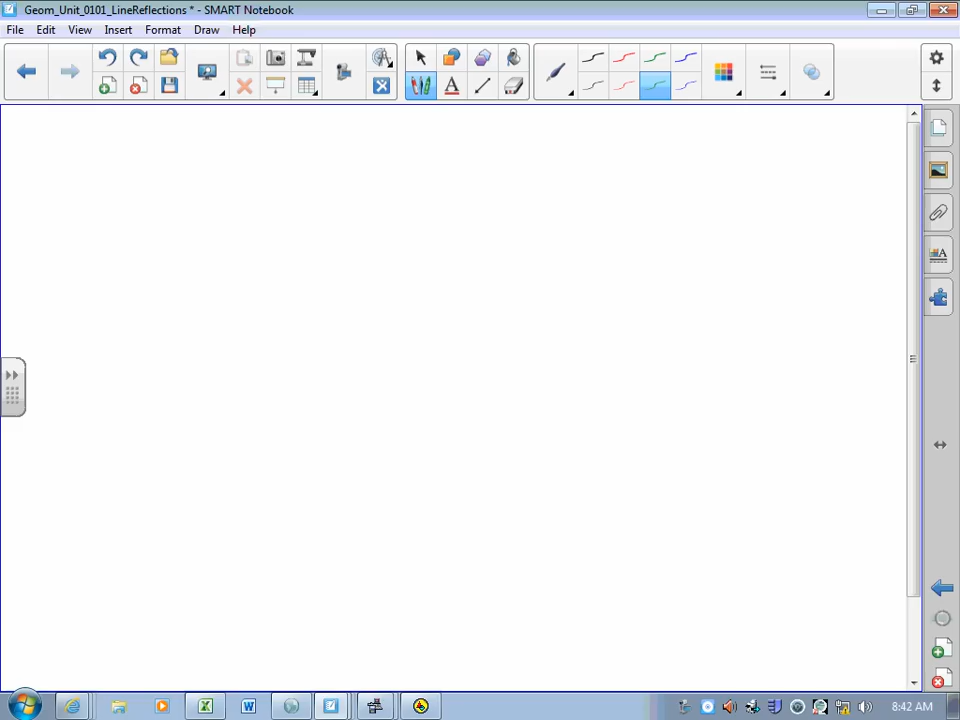 Geom_Unit_0101_LineReflections * - SMART Notebook
File Edit View Insert Format Draw Help
8:42 AM